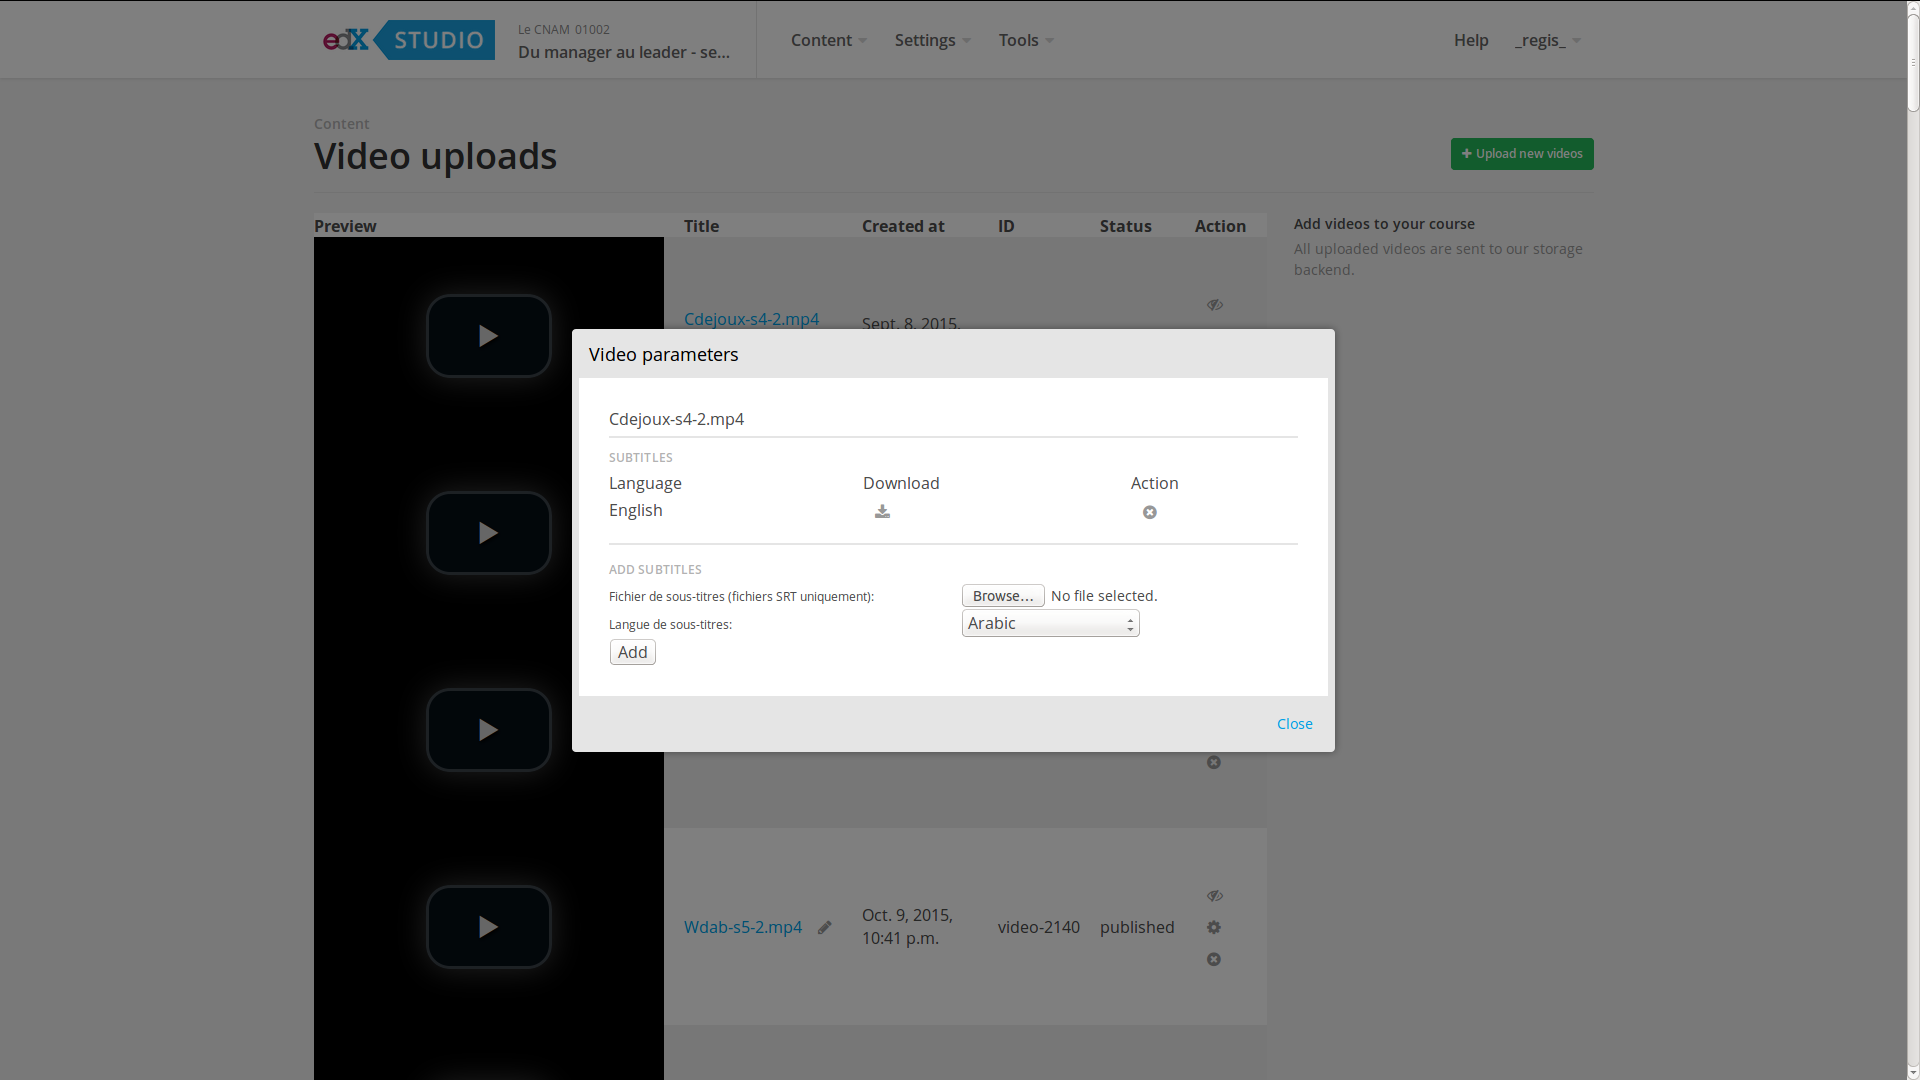 edX STUDIO
Le CNAM 01002
Du manager au leader - se...
Content
Settings
Tools
Help
_regis_
Content
Video uploads
+ Upload new videos
Preview
Title
Created at
ID
Status
Action
Add videos to your course
All uploaded videos are sent to our storage
backend.
Cdejoux-s4-2.mp4
Sept. 8, 2015,
Video parameters
Cdejoux-s4-2.mp4
SUBTITLES
Language
Download
Action
English
ADD SUBTITLES
Fichier de sous-titres (fichiers SRT uniquement):
Browse...
No file selected.
Langue de sous-titres:
Arabic
Add
Close
Wdab-s5-2.mp4
Oct. 9, 2015,
10:41 p.m.
video-2140
published